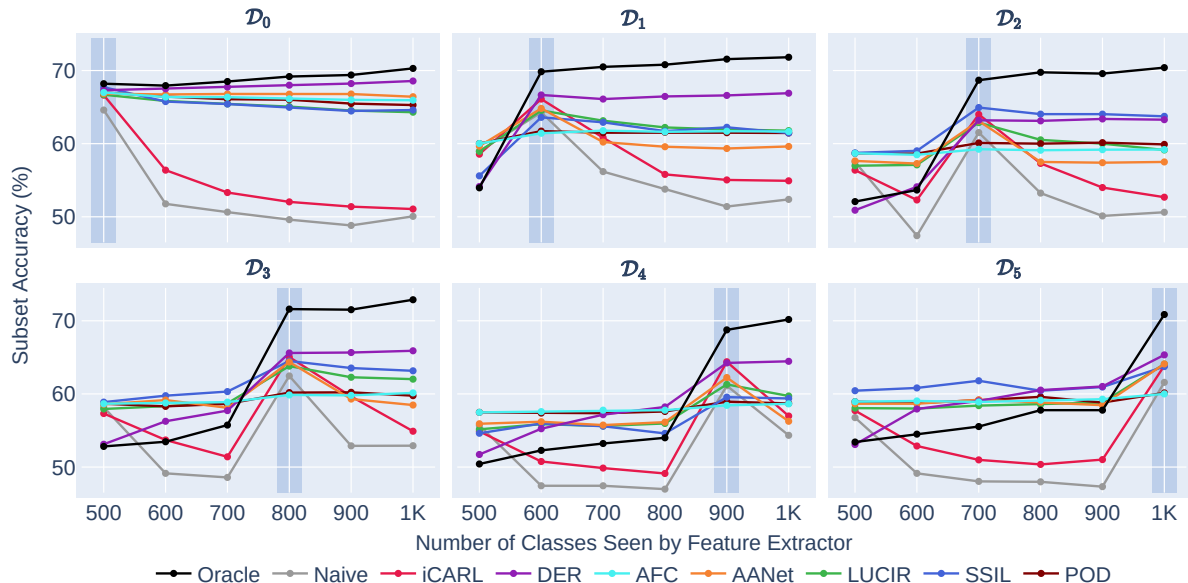 𝒟₀ 𝒟₁ 𝒟₂
70
60
50
𝒟₃ 𝒟₄ 𝒟₅
70
60
50
Subset Accuracy (%)
500 600 700 800 900 1K 500 600 700 800 900 1K 500 600 700 800 900 1K
Number of Classes Seen by Feature Extractor
Oracle Naive iCARL DER AFC AANet LUCIR SSIL POD